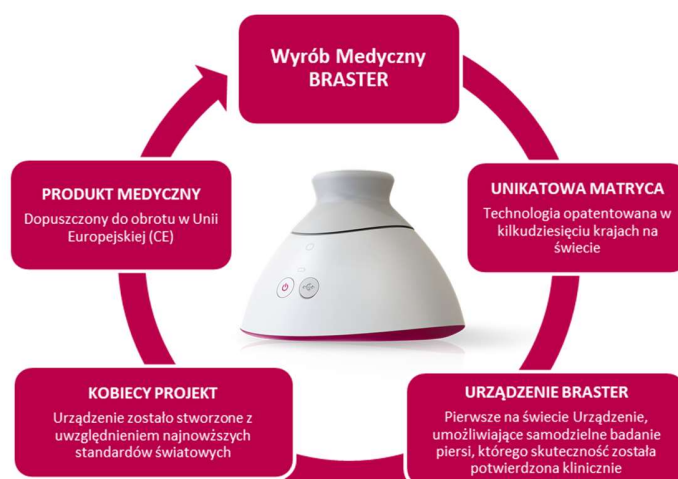 Wyrób Medyczny
BRASTER
PRODUKT MEDYCZNY
Dopuszczony do obrotu w Unii
Europejskiej (CE)
UNIKATOWA MATRYCA
Technologia opatentowana w
kilkudziesięciu krajach na
świecie
KOBIECY PROJEKT
Urządzenie zostało stworzone z
uwzględnieniem najnowższych
standardów światowych
URZĄDZENIE BRASTER
Pierwsze na świecie Urządzenie,
umożliwiające samodzielne badanie
piersi, którego skuteczność została
potwierdzona klinicznie